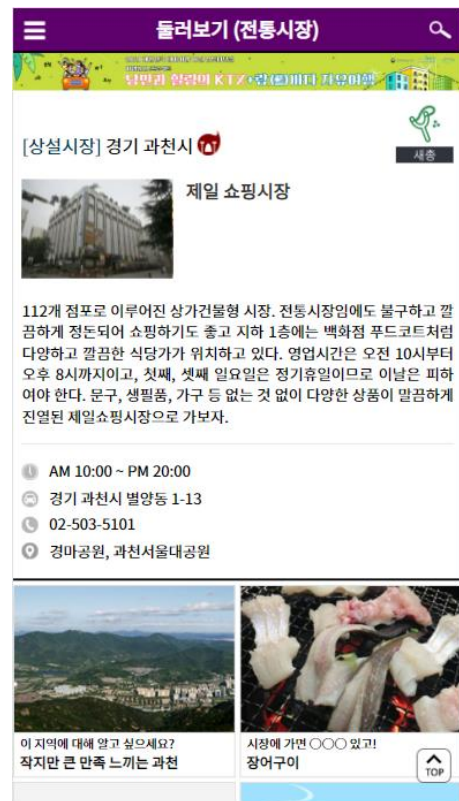 둘러보기 (전통시장)
낭만과 힐링의 KTX
[상설시장] 경기 과천시
새총
제일 쇼핑시장
112개 점포로 이루어진 상가건물형 시장. 전통시장임에도 불구하고 깔
끔하게 정돈되어 쇼핑하기도 좋고 지하 1층에는 백화점 푸드코트처럼
다양하고 깔끔한 식당가가 위치하고 있다. 영업시간은 오전 10시부터
오후 8시까지이고, 첫째, 셋째 일요일은 정기휴일이므로 이날은 피하
여야 한다. 문구, 생필품, 가구 등 없는 것 없이 다양한 상품이 말끔하게
진열된 제일쇼핑시장으로 가보자.
AM 10:00 ~ PM 20:00
경기 과천시 별양동 1-13
02-503-5101
경마공원, 과천서울대공원
이 지역에 대해 알고 싶으세요?
작지만 큰 만족 느끼는 과천
시장에 가면 ○○○ 있고!
장어구이
TOP